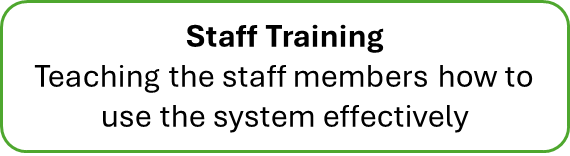 Staff Training
Teaching the staff members how to
use the system effectively